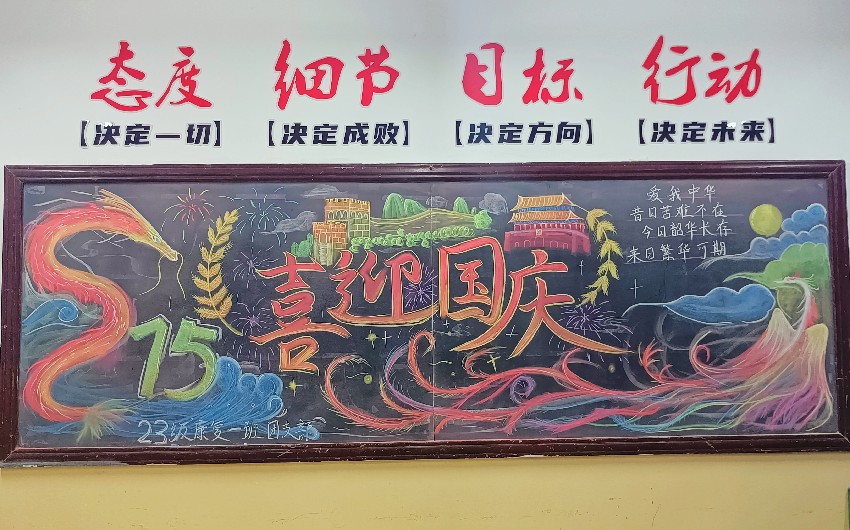 态度 细节 目标 行动
【决定一切】 【决定成败】 【决定方向】 【决定未来】
爱我中华
昔日苦难不在
今日韶华长存
来日繁华可期
喜迎国庆
75
23级康复一班团支部